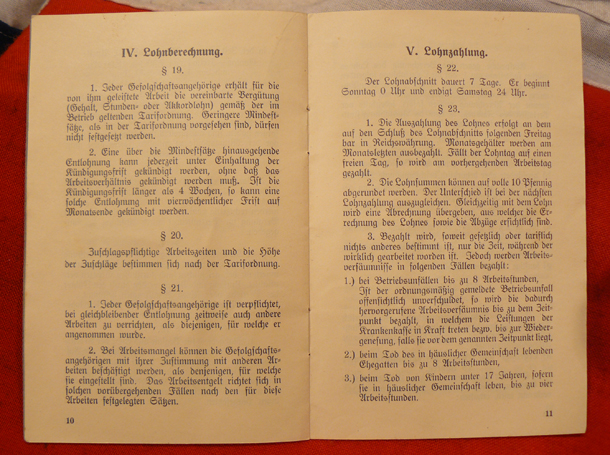 IV. Lohnberechnung.
§ 19.
1. Jeder Gefolgschaftsangehörige erhält für die
von ihm geleistete Arbeit die vereinbarte Vergütung
(Gehalt, Stunden- oder Akkordlohn) gemäß der im
Betrieb geltenden Tarifordnung. Geringere Mindest-
sätze, als in der Tarifordnung vorgesehen sind, dürfen
nicht festgesetzt werden.
2. Eine über die Mindestsätze hinausgehende
Entlohnung kann jederzeit unter Einhaltung der
Kündigungsfrist gekündigt werden, ohne daß das
Arbeitsverhältnis gekündigt werden muß. Ist die
Kündigungsfrist länger als 4 Wochen, so kann eine
solche Entlohnung mit vierwöchentlicher Frist auf
Monatsende gekündigt werden.
§ 20.
Zuschlagspflichtige Arbeitszeiten und die Höhe
der Zuschläge bestimmen sich nach der Tarifordnung.
§ 21.
1. Jeder Gefolgschaftsangehörige ist verpflichtet,
bei gleichbleibender Entlohnung zeitweise auch andere
Arbeiten zu verrichten, als diejenigen, für welche er
angenommen wurde.
2. Bei Arbeitsmangel können die Gefolgschafts-
angehörigen mit ihrer Zustimmung mit anderen Ar-
beiten beschäftigt werden, als denjenigen, für welche
sie eingestellt sind. Das Arbeitsentgelt richtet sich in
solchen vorübergehenden Fällen nach den für diese
Arbeiten festgelegten Sätzen.
10
V. Lohnzahlung.
§ 22.
Der Lohnabschnitt dauert 7 Tage. Er beginnt
Sonntag 0 Uhr und endigt Samstag 24 Uhr.
§ 23.
1. Die Auszahlung des Lohnes erfolgt an dem
auf den Schluß des Lohnabschnitts folgenden Freitag
bar in Reichswährung. Monatsgehälter werden am
Monatsletzten ausbezahlt. Fällt der Lohntag auf einen
freien Tag, so wird am vorhergehenden Arbeitstag
gezahlt.
2. Die Lohnsummen können auf volle 10 Pfennig
abgerundet werden. Der Unterschied ist bei der nächsten
Lohnzahlung auszugleichen. Gleichzeitig mit dem Lohn
wird eine Abrechnung übergeben, aus welcher die Er-
rechnung des Lohnes sowie die Abzüge ersichtlich sind.
3. Bezahlt wird, soweit gesetzlich oder tariflich
nichts anderes bestimmt ist, nur die Zeit, während der
wirklich gearbeitet worden ist. Jedoch werden Arbeits-
versäumnisse in folgenden Fällen bezahlt:
1.) bei Betriebsunfällen bis zu 8 Arbeitsstunden,
Ist der ordnungsmäßig gemeldete Betriebsunfall
offensichtlich unverschuldet, so wird die dadurch
hervorgerufene Arbeitsversäumnis bis zu dem Zeit-
punkt bezahlt, in welchem die Leistungen der
Krankenkasse in Kraft treten bezw. bis zur Wieder-
genesung, falls sie vor dem genannten Zeitpunkt liegt,
2.) beim Tod des in häuslicher Gemeinschaft lebenden
Ehegatten bis zu 8 Arbeitsstunden,
3.) beim Tod von Kindern unter 17 Jahren, sofern
sie in häuslicher Gemeinschaft leben, bis zu vier
Arbeitsstunden.
11